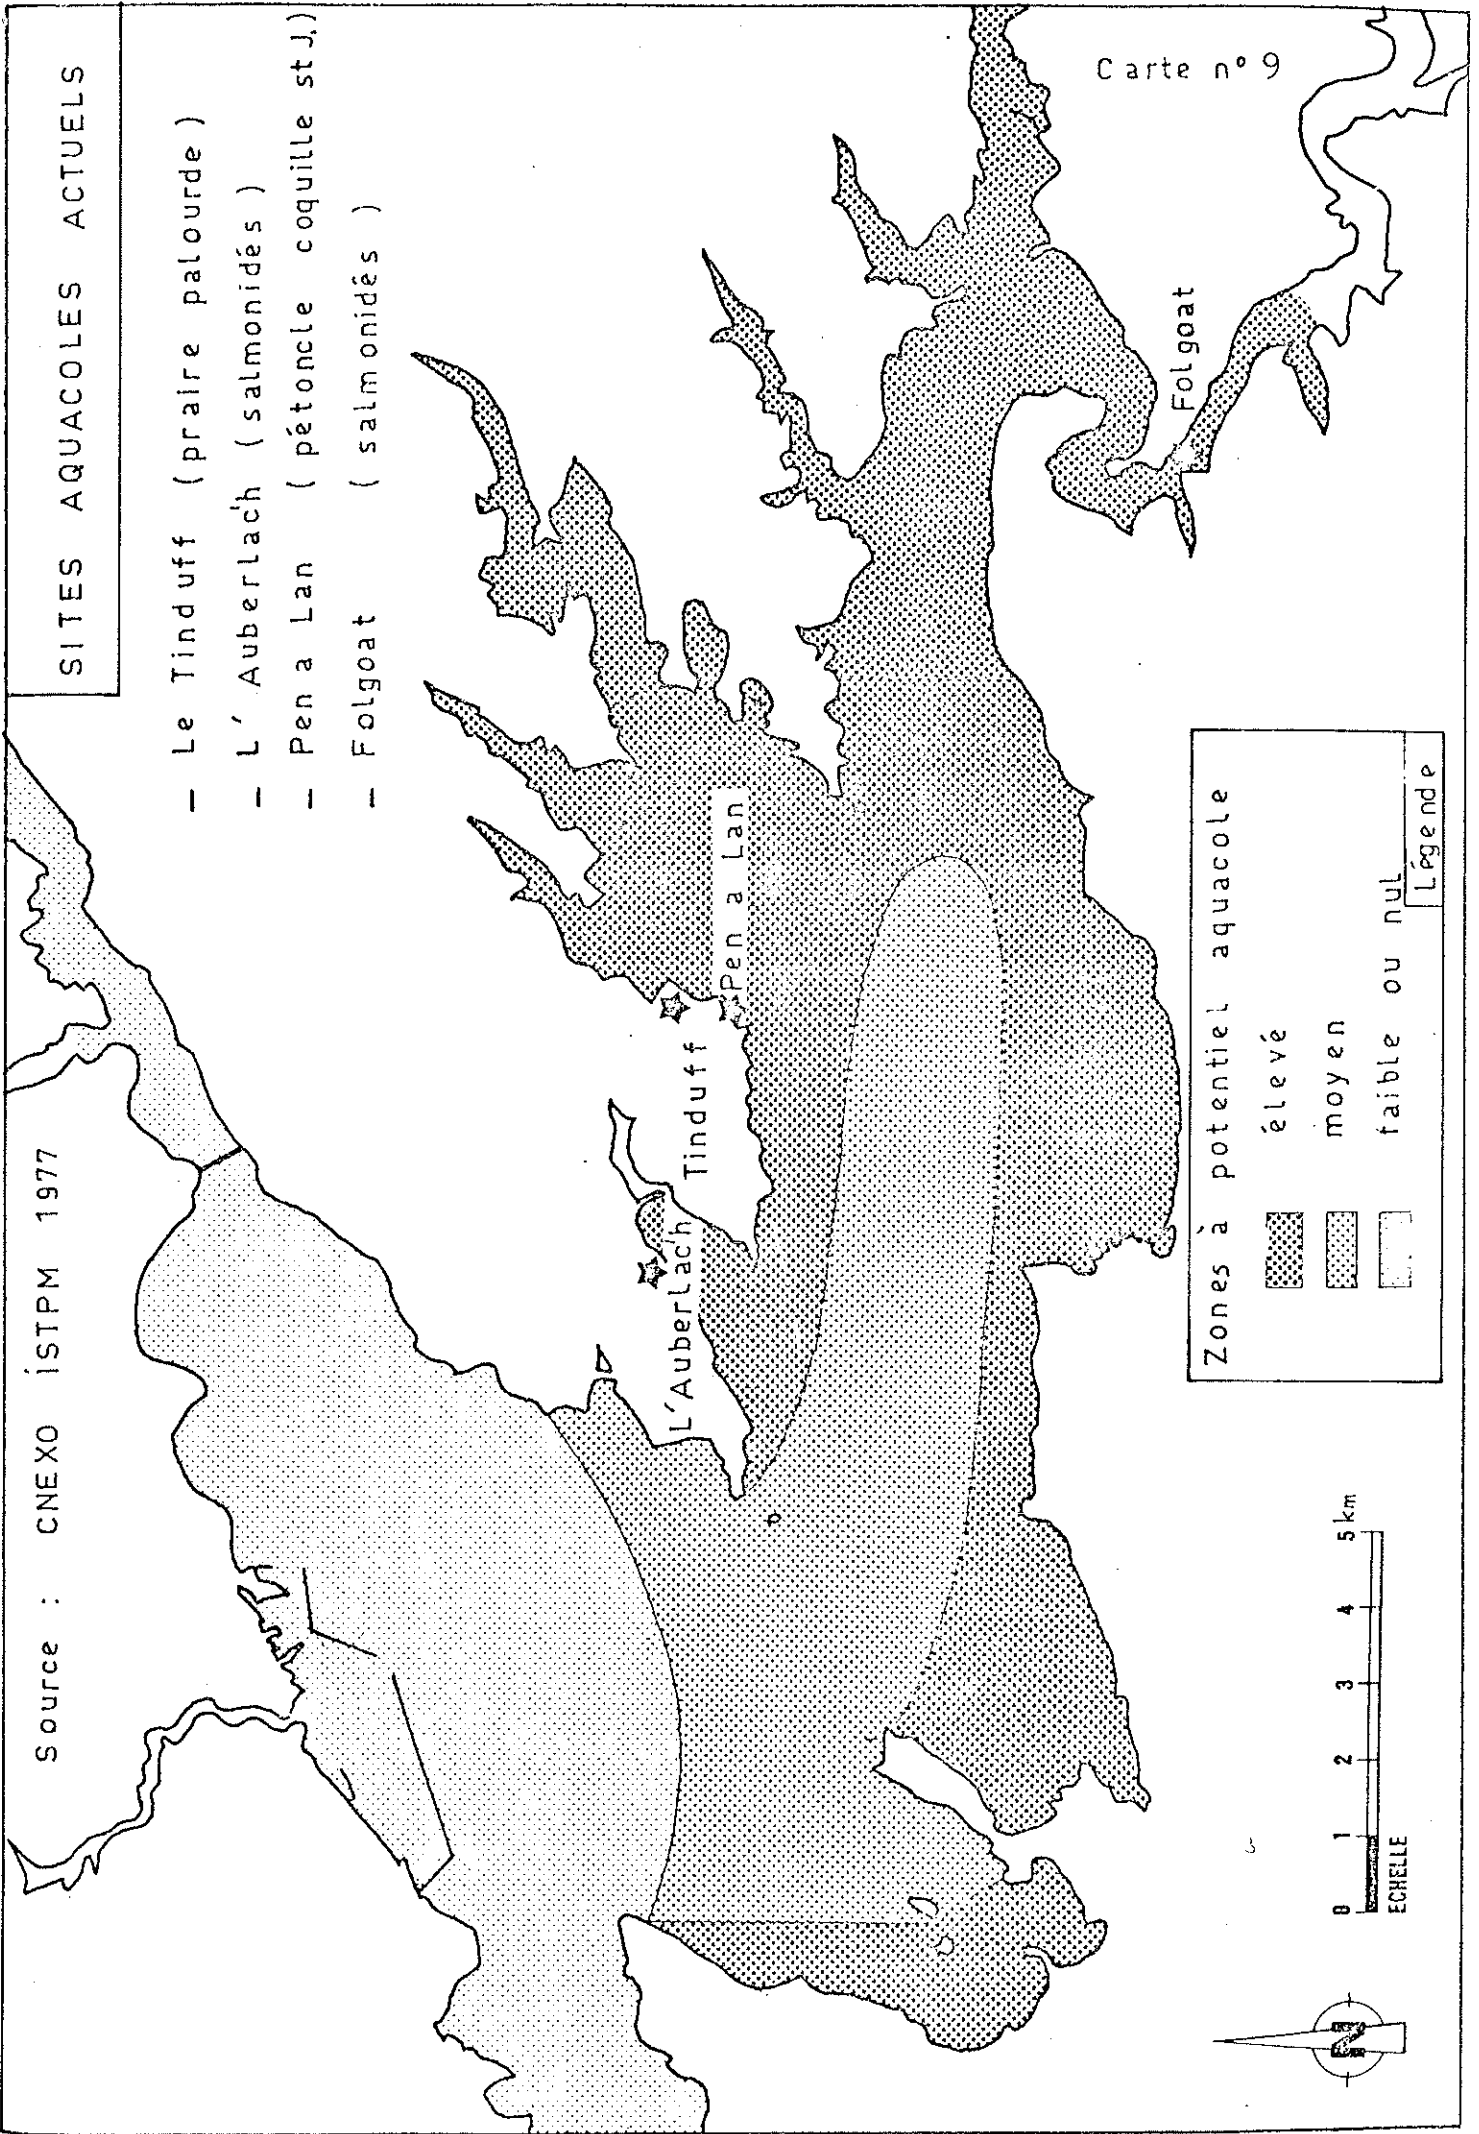 SITES AQUACOLES ACTUELS
Source : CNEXO iSTPM 1977
– Le Tinduff (praire palourde)
– L'Auberlac'h (salmonidés)
– Pen a Lan (pétoncle coquille st J.)
– Folgoat (salmonidés)
Carte n° 9
L'Auberlac'h
Tinduff
Pen a Lan
Folgoat
Zones à potentiel aquacole
élevé
moyen
faible ou nul
Légende
0 1 2 3 4 5 km
ECHELLE
N